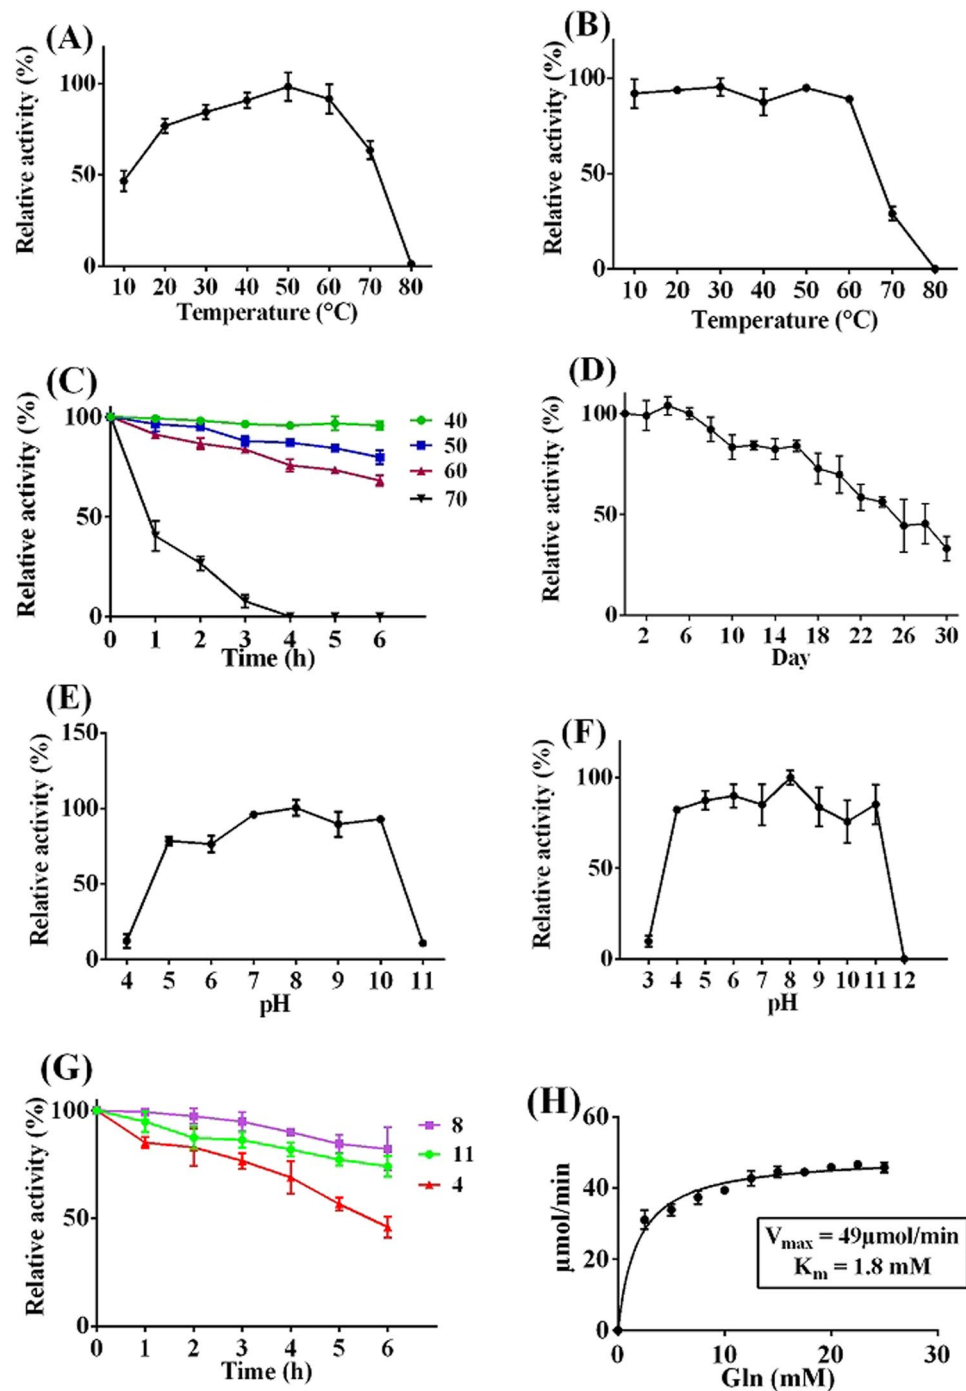 (A)
Relative activity (%)
100
50
0
10 20 30 40 50 60 70 80
Temperature (°C)
(B)
Relative activity (%)
100
50
0
10 20 30 40 50 60 70 80
Temperature (°C)
(C)
Relative activity (%)
100
50
0
0 1 2 3 4 5 6
Time (h)
40
50
60
70
(D)
Relative activity (%)
100
50
0
2 6 10 14 18 22 26 30
Day
(E)
Relative activity (%)
150
100
50
0
4 5 6 7 8 9 10 11
pH
(F)
Relative activity (%)
100
50
0
3 4 5 6 7 8 9 10 11 12
pH
(G)
Relative activity (%)
100
50
0
0 1 2 3 4 5 6
Time (h)
8
11
4
(H)
µmol/min
60
40
20
0
0 10 20 30
Gln (mM)
Vmax = 49µmol/min
Km = 1.8 mM